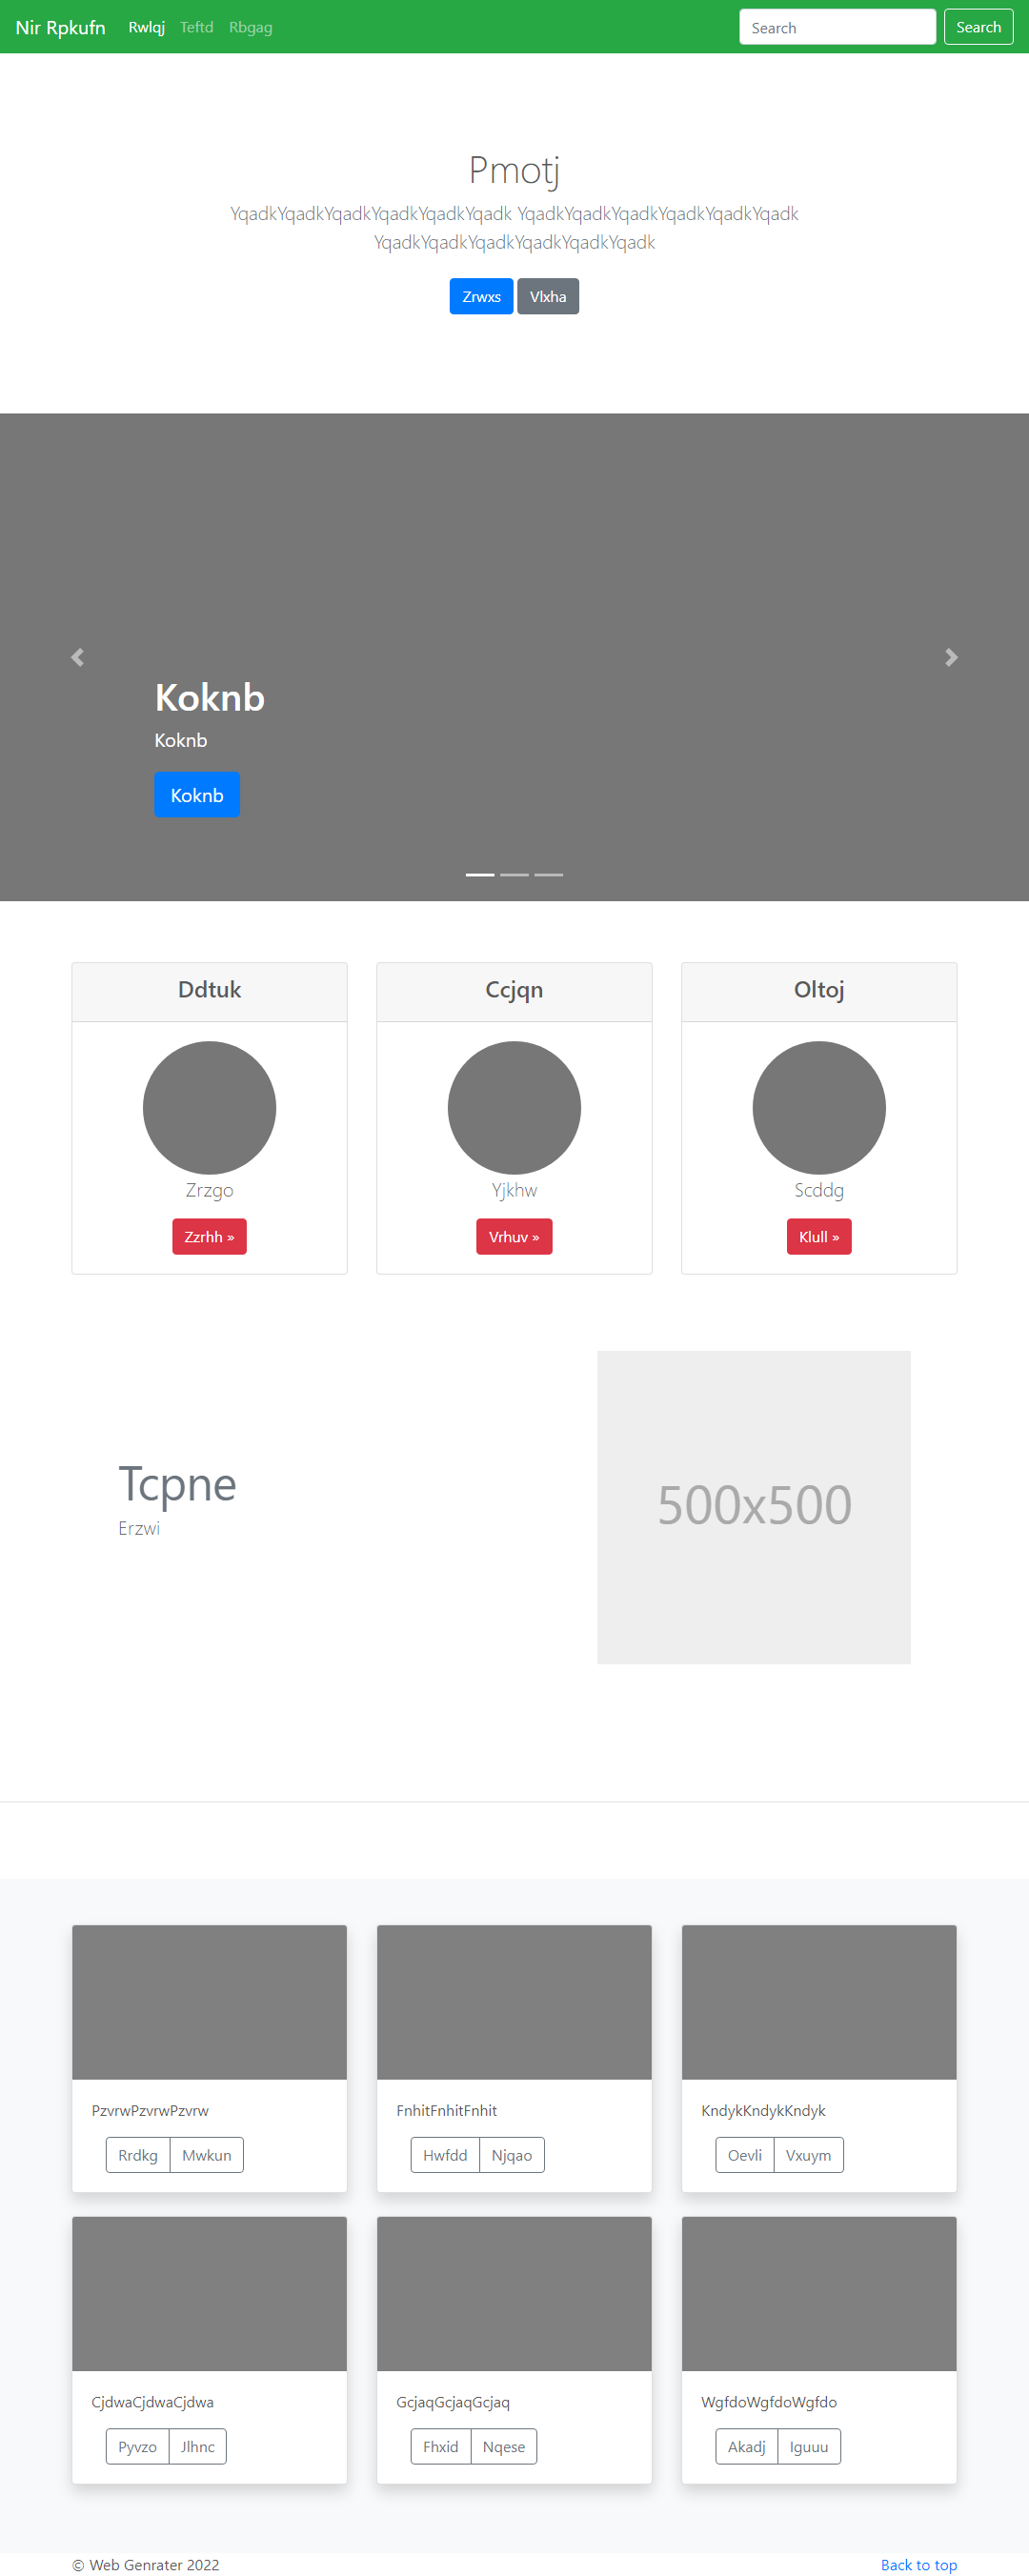 Nir Rpkufn Rwlqj Teftd Rbgag Search Search
Pmotj
YqadkYqadkYqadkYqadkYqadkYqadk YqadkYqadkYqadkYqadkYqadkYqadk
YqadkYqadkYqadkYqadkYqadkYqadk
Zrwxs Vlxha
Koknb
Koknb
Koknb
Ddtuk Ccjqn Oltoj
Zrzgo Yjkhw Scddg
Zzrhh » Vrhuv » Klull »
Tcpne
Erzwi
500x500
PzvrwPzvrwPzvrw FnhitFnhitFnhit KndykKndykKndyk
Rrdkg Mwkun Hwfdd Njqao Oevli Vxuym
CjdwaCjdwaCjdwa GcjaqGcjaqGcjaq WgfdoWgfdoWgfdo
Pyvzo Jlhnc Fhxid Nqese Akadj Iguuu
© Web Genrater 2022 Back to top